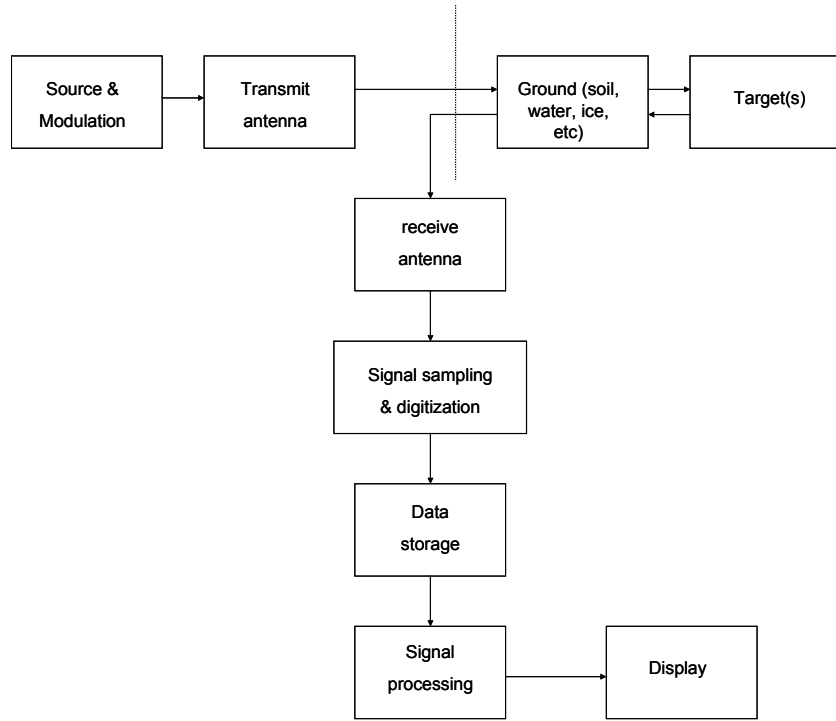 Source &
Modulation
Transmit
antenna
Ground (soil,
water, ice,
etc)
Target(s)
receive
antenna
Signal sampling
& digitization
Data
storage
Signal
processing
Display